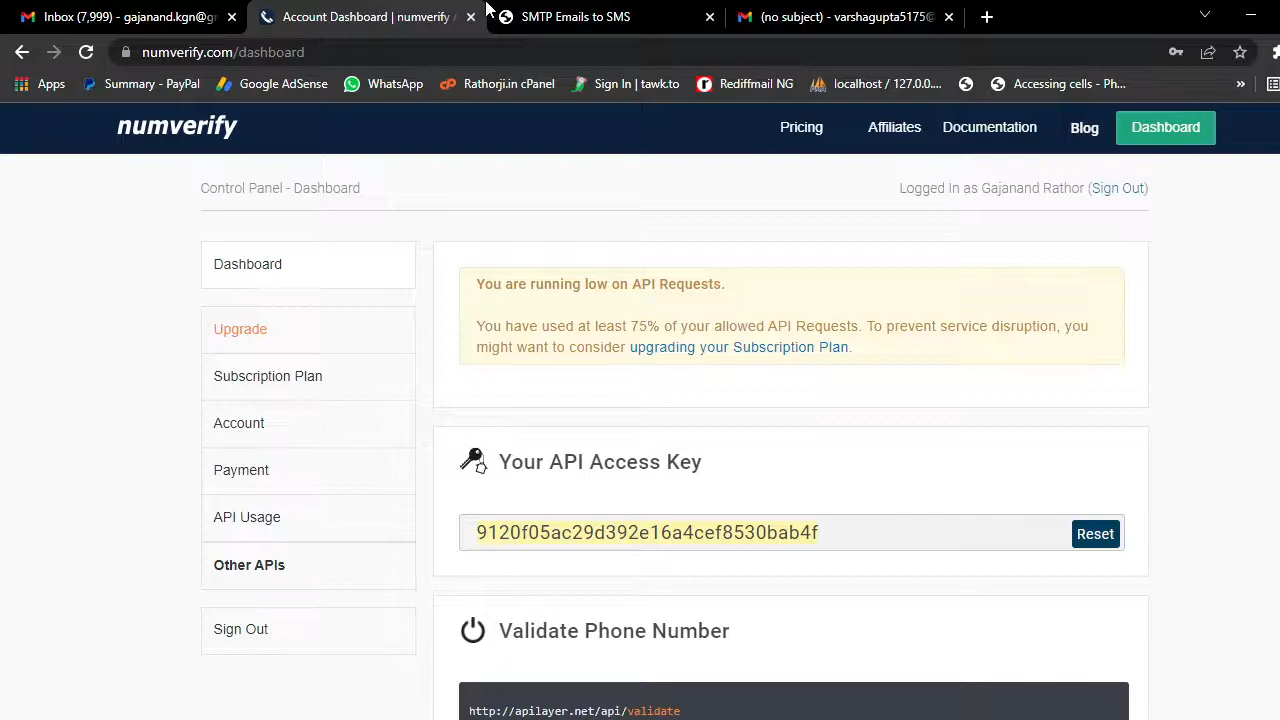 Inbox (7,999) - gajanand.kgn@gr
Account Dashboard | numverify /
SMTP Emails to SMS
(no subject) - varshagupta5175@
numverify.com/dashboard
Apps
Summary - PayPal
Google AdSense
WhatsApp
Rathorji.in cPanel
Sign In | tawk.to
Rediffmail NG
localhost / 127.0.0....
Accessing cells - Ph...
numverify
Pricing
Affiliates
Documentation
Blog
Dashboard
Control Panel - Dashboard
Logged In as Gajanand Rathor (Sign Out)
Dashboard
Upgrade
Subscription Plan
Account
Payment
API Usage
Other APIs
Sign Out
You are running low on API Requests.
You have used at least 75% of your allowed API Requests. To prevent service disruption, you
might want to consider upgrading your Subscription Plan.
Your API Access Key
9120f05ac29d392e16a4cef8530bab4f
Reset
Validate Phone Number
http://apilayer.net/api/validate